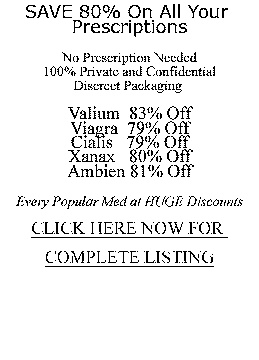 SAVE 80% On All Your
Prescriptions
No Prescription Needed
100% Private and Confidential
Discreet Packaging
Valium 83% Off
Viagra 79% Off
Cialis 79% Off
Xanax 80% Off
Ambien 81% Off
Every Popular Med at HUGE Discounts
CLICK HERE NOW FOR
COMPLETE LISTING